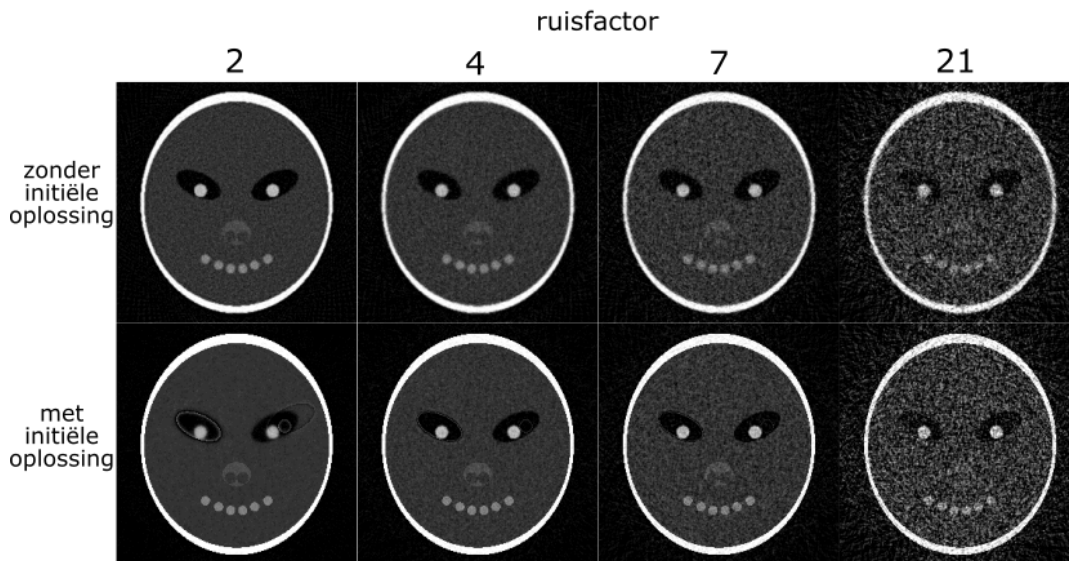 ruisfactor
2 4 7 21
zonder
initiële
oplossing
met
initiële
oplossing